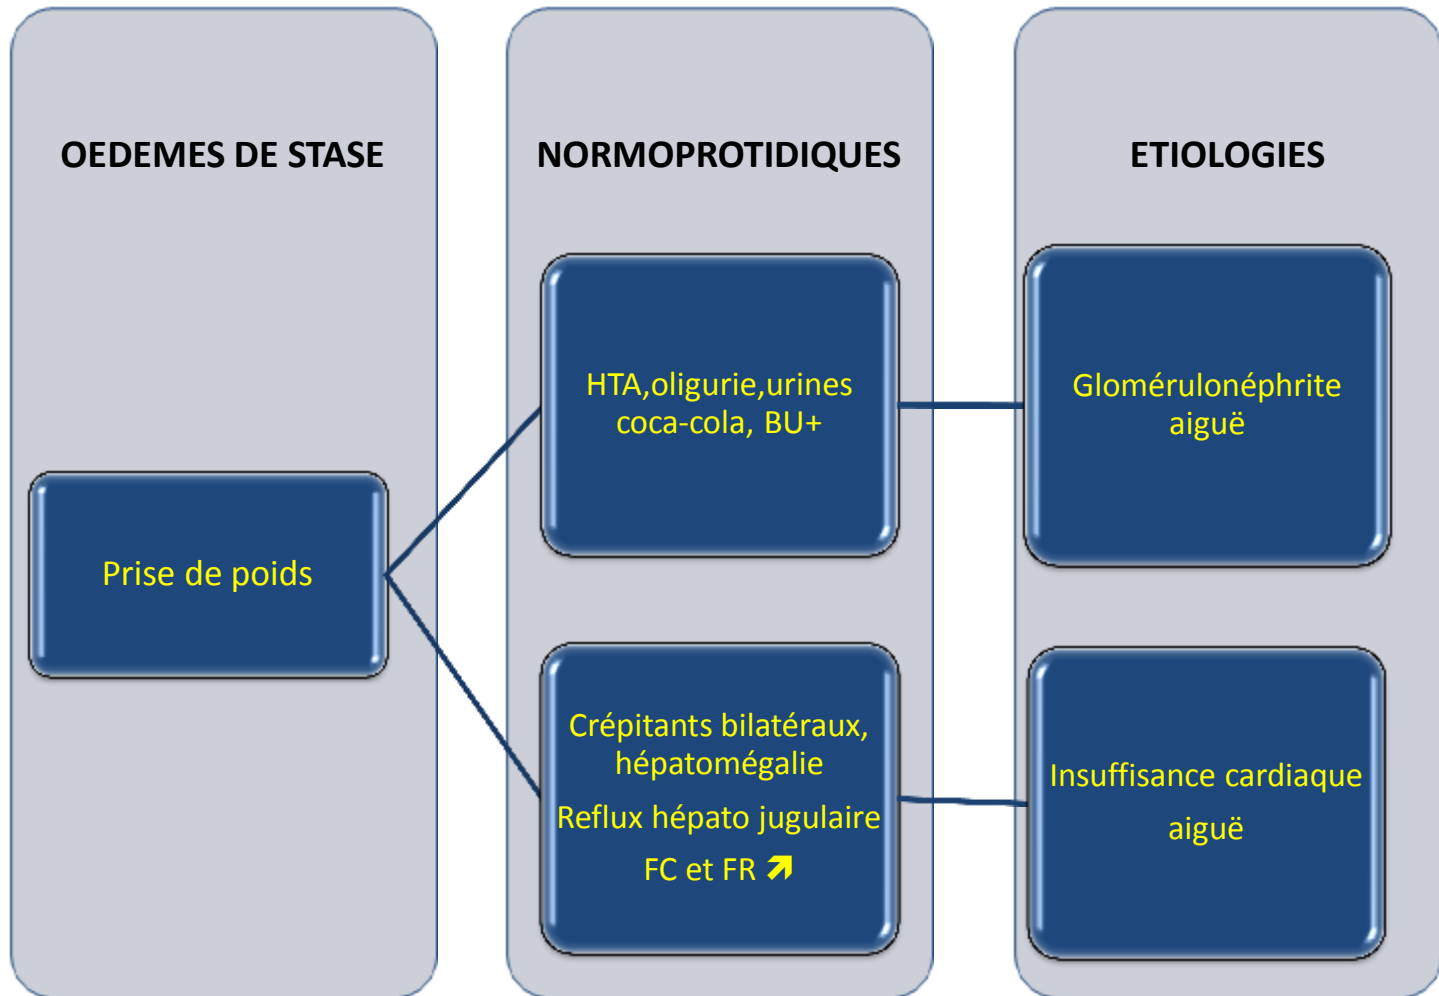 OEDEMES DE STASE
NORMOPROTIDIQUES
ETIOLOGIES
Prise de poids
HTA,oligurie,urines
coca-cola, BU+
Glomérulonéphrite
aiguë
Crépitants bilatéraux,
hépatomégalie
Reflux hépato jugulaire
FC et FR ↗
Insuffisance cardiaque
aiguë